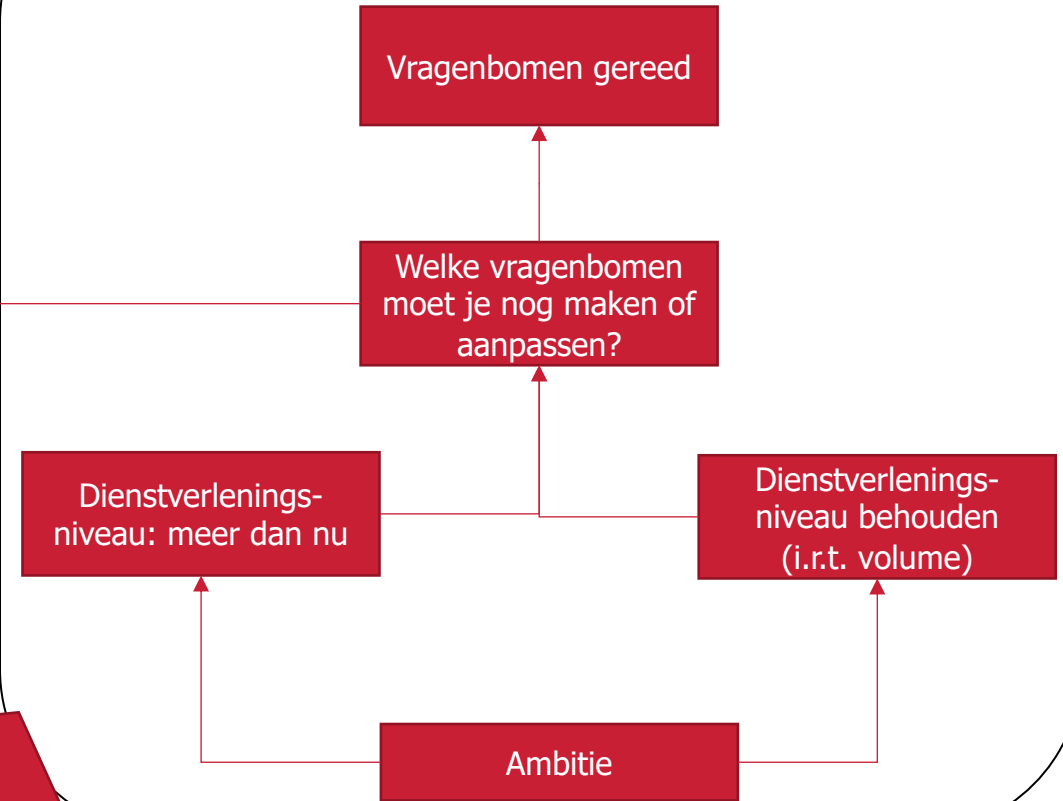 Vragenbomen gereed
Welke vragenbomen
moet je nog maken of
aanpassen?
Dienstverlenings-
niveau: meer dan nu
Dienstverlenings-
niveau behouden
(i.r.t. volume)
Ambitie